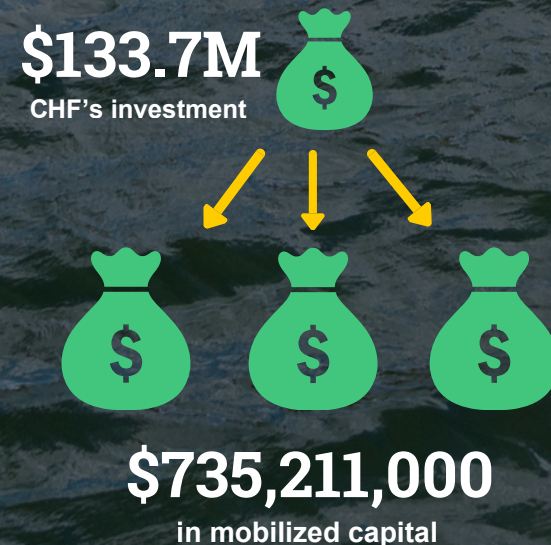 $133.7M
CHF's investment
$
$
$
$
$735,211,000
in mobilized capital